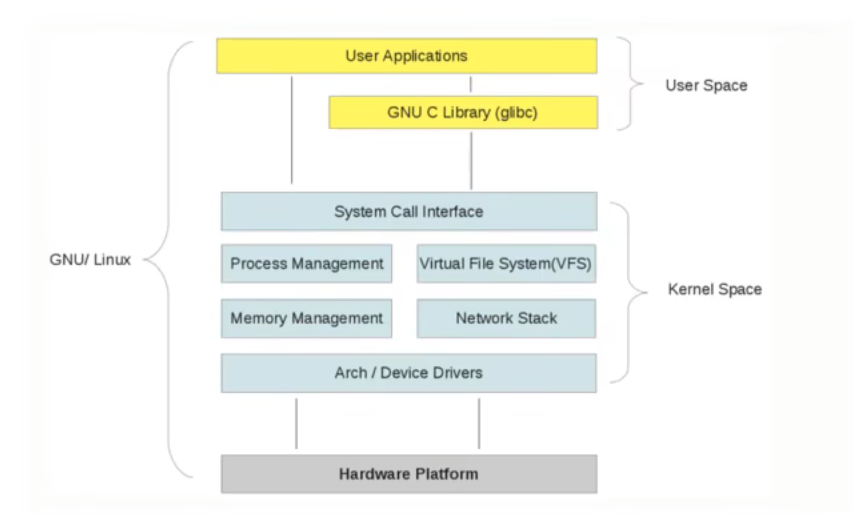 User Applications
User Space
GNU C Library (glibc)
System Call Interface
GNU/ Linux
Process Management
Virtual File System(VFS)
Kernel Space
Memory Management
Network Stack
Arch / Device Drivers
Hardware Platform